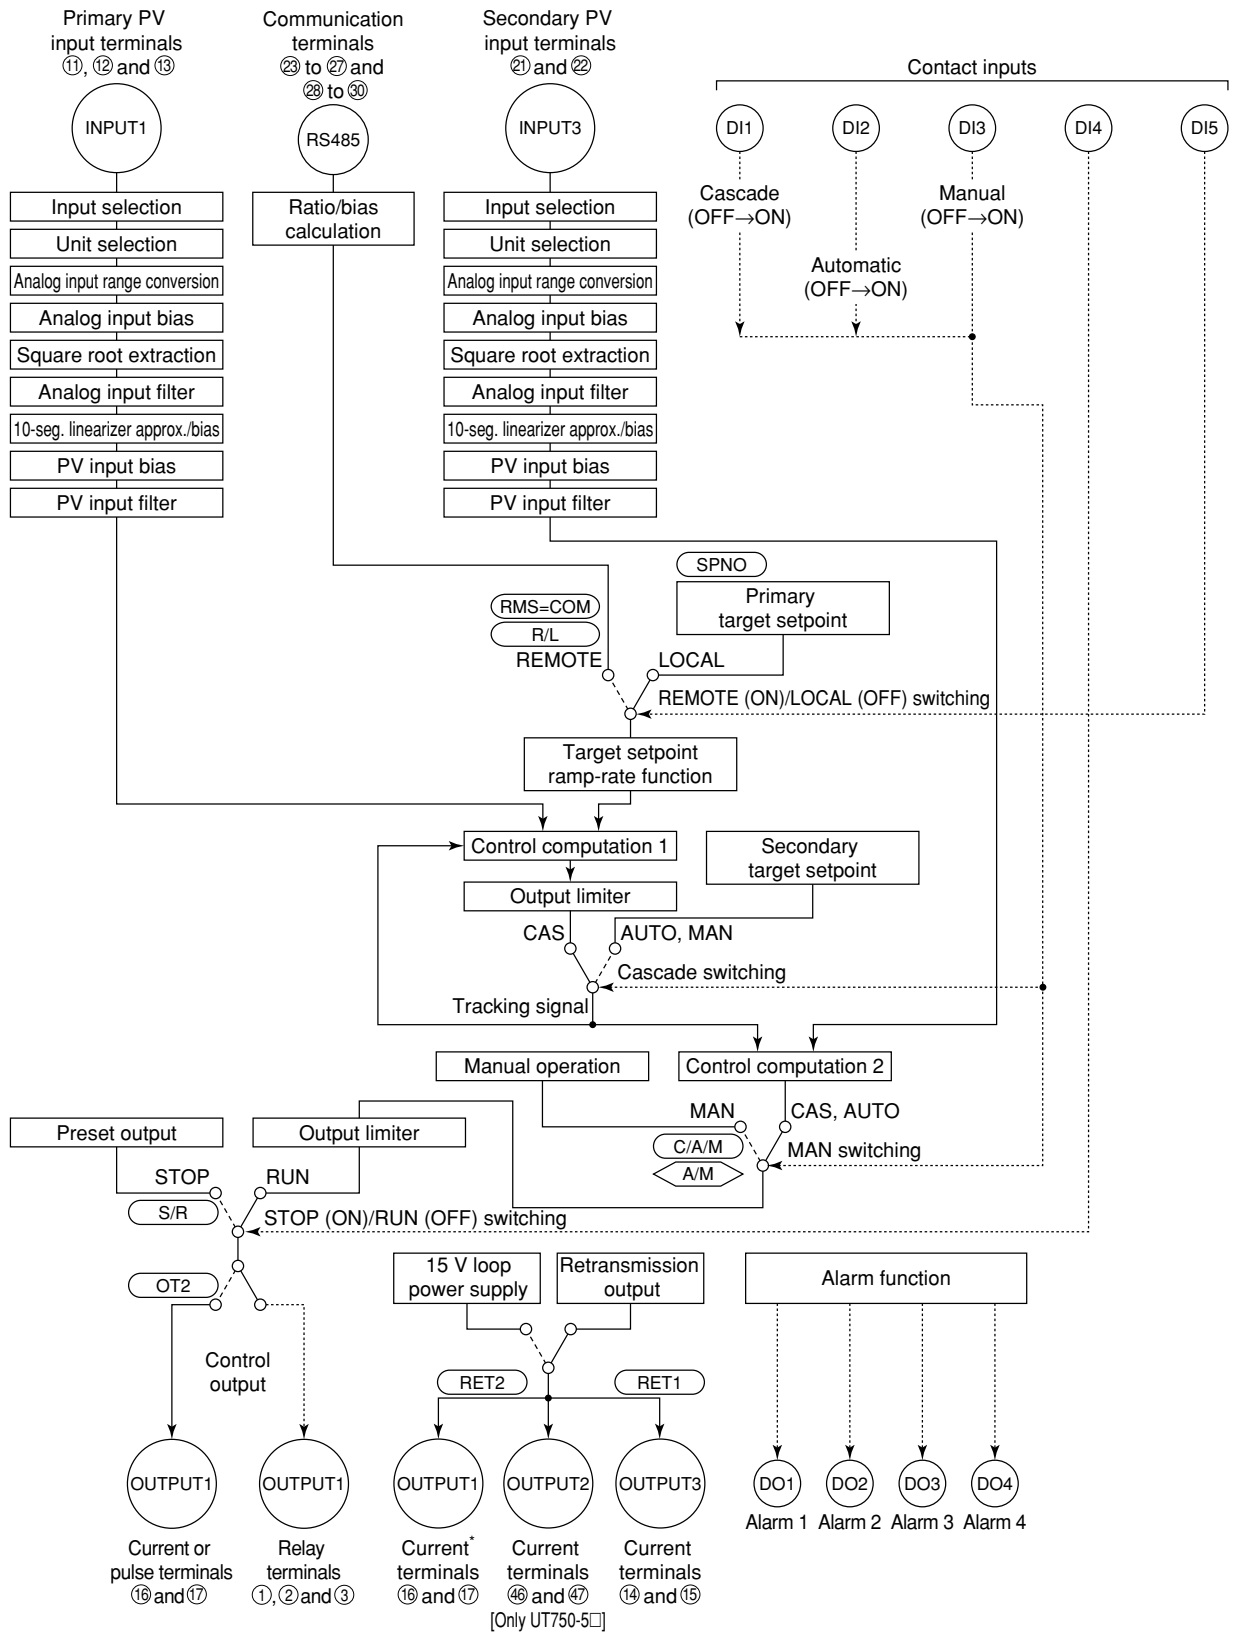 Primary PV
input terminals
⑪, ⑫ and ⑬
INPUT1
Communication
terminals
㉓ to ㉗ and
㉘ to ㉚
RS485
Secondary PV
input terminals
㉑ and ㉒
INPUT3
Contact inputs
DI1
DI2
DI3
DI4
DI5
Cascade
(OFF→ON)
Automatic
(OFF→ON)
Manual
(OFF→ON)
Input selection
Unit selection
Analog input range conversion
Analog input bias
Square root extraction
Analog input filter
10-seg. linearizer approx./bias
PV input bias
PV input filter
Ratio/bias
calculation
Input selection
Unit selection
Analog input range conversion
Analog input bias
Square root extraction
Analog input filter
10-seg. linearizer approx./bias
PV input bias
PV input filter
SPNO
Primary
target setpoint
RMS=COM
R/L
REMOTE
LOCAL
REMOTE (ON)/LOCAL (OFF) switching
Target setpoint
ramp-rate function
Control computation 1
Secondary
target setpoint
Output limiter
CAS
AUTO, MAN
Cascade switching
Tracking signal
Manual operation
Control computation 2
MAN
CAS, AUTO
C/A/M
A/M
MAN switching
Preset output
Output limiter
STOP
RUN
S/R
STOP (ON)/RUN (OFF) switching
OT2
Control
output
15 V loop
power supply
Retransmission
output
RET2
RET1
Alarm function
OUTPUT1
OUTPUT1
OUTPUT1
OUTPUT2
OUTPUT3
DO1
DO2
DO3
DO4
Alarm 1
Alarm 2
Alarm 3
Alarm 4
Current or
pulse terminals
⑯ and ⑰
Relay
terminals
①, ② and ③
Current*
terminals
⑯ and ⑰
Current
terminals
㊻ and ㊼
[Only UT750-5□]
Current
terminals
⑭ and ⑮